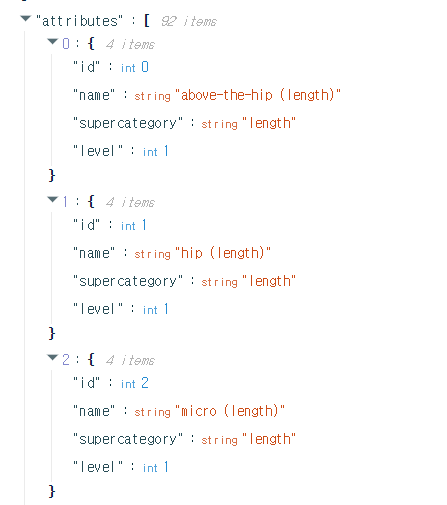 "attributes" : [ 92 items
0 : { 4 items
"id" : int 0
"name" : string "above-the-hip (length)"
"supercategory" : string "length"
"level" : int 1
}
1 : { 4 items
"id" : int 1
"name" : string "hip (length)"
"supercategory" : string "length"
"level" : int 1
}
2 : { 4 items
"id" : int 2
"name" : string "micro (length)"
"supercategory" : string "length"
"level" : int 1
}